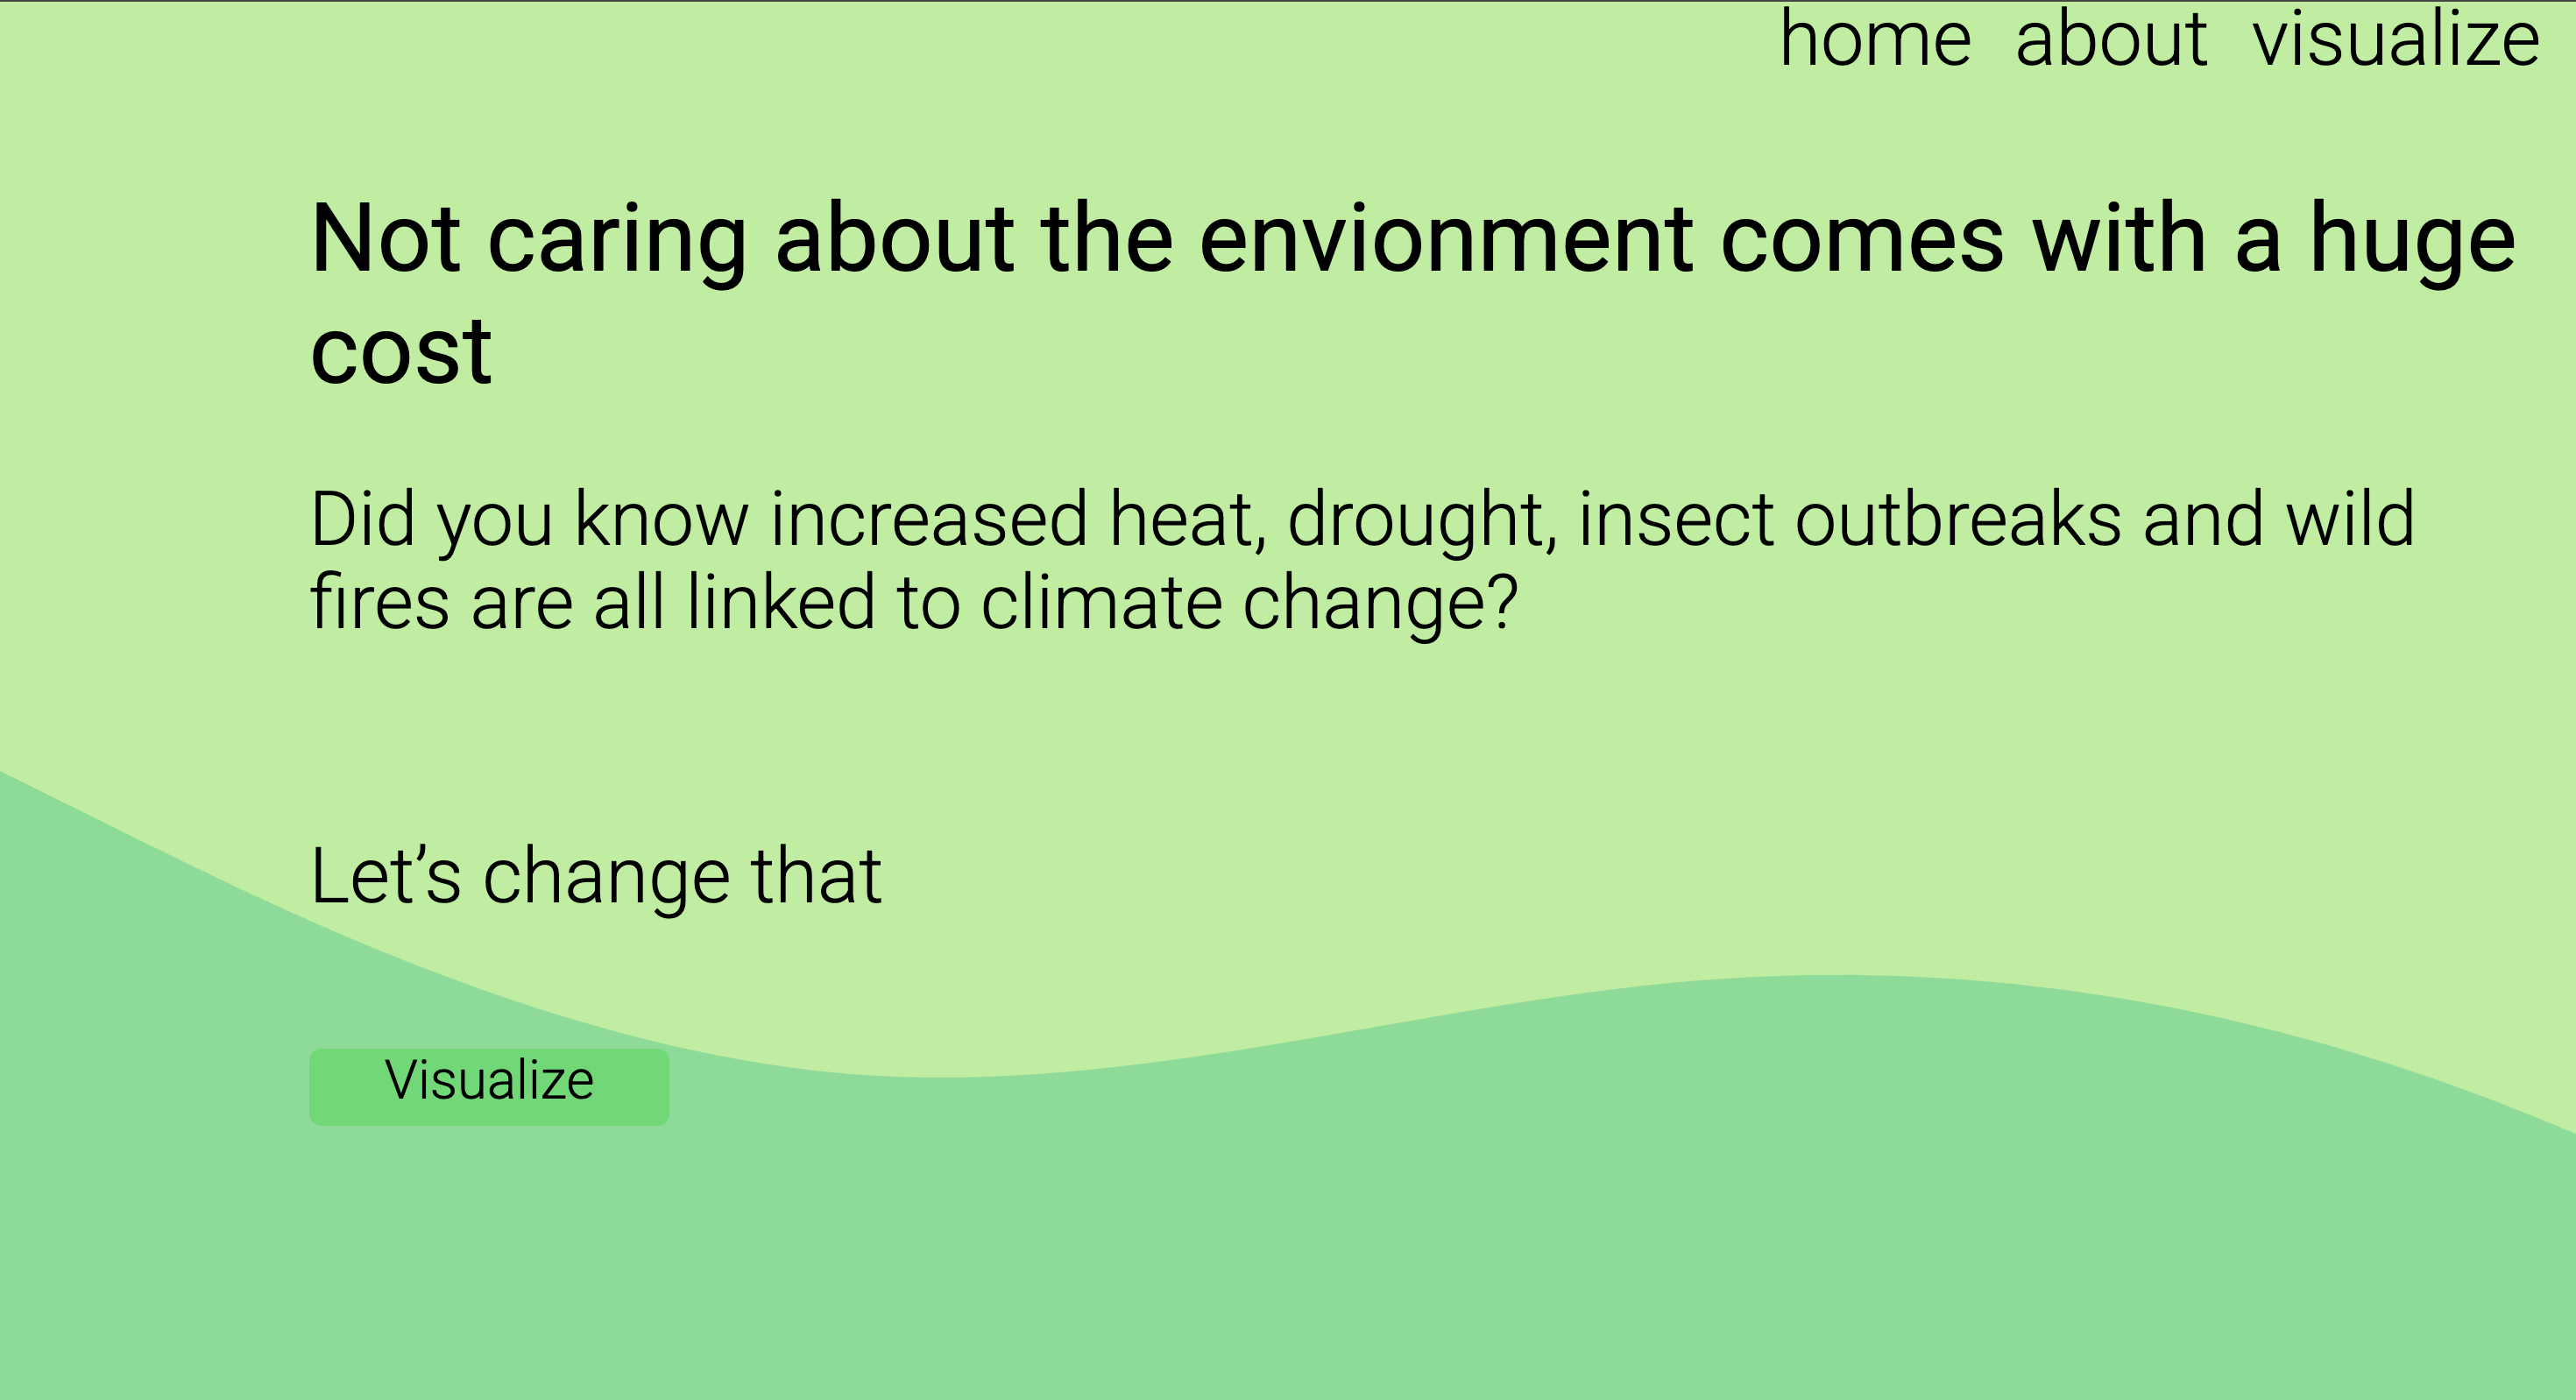 home about visualize
Not caring about the envionment comes with a huge
cost
Did you know increased heat, drought, insect outbreaks and wild
fires are all linked to climate change?
Let’s change that
Visualize